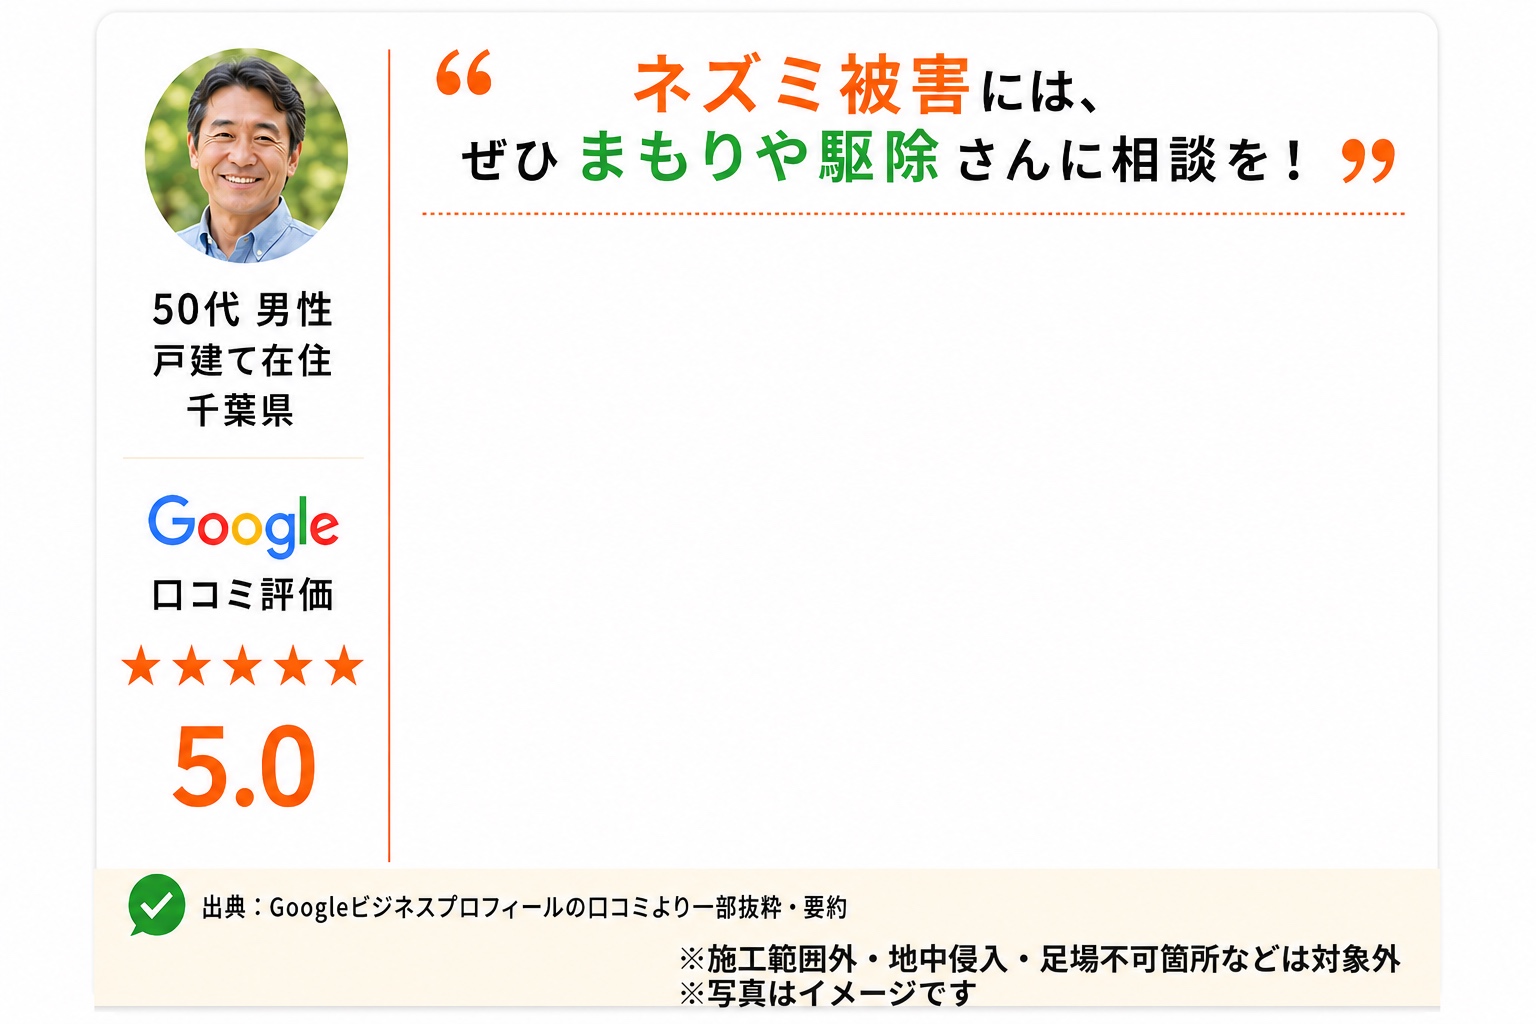 “ネズミ被害には、
ぜひ まもりや駆除 さんに相談を！”
50代 男性
戸建て在住
千葉県
Google
口コミ評価
★★★★★
5.0
出典：Googleビジネスプロフィールの口コミより一部抜粋・要約
※施工範囲外・地中侵入・足場不可箇所などは対象外
※写真はイメージです